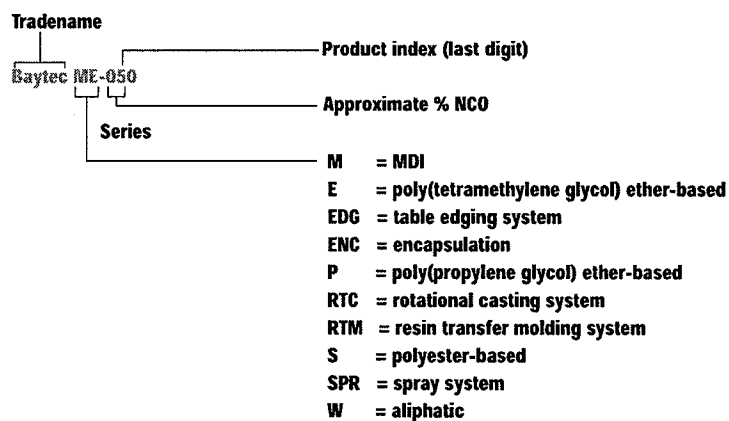 Tradename
Product index (last digit)
Baytec ME-050
Approximate % NCO
Series
M = MDI
E = poly(tetramethylene glycol) ether-based
EDG = table edging system
ENC = encapsulation
P = poly(propylene glycol) ether-based
RTC = rotational casting system
RTM = resin transfer molding system
S = polyester-based
SPR = spray system
W = aliphatic